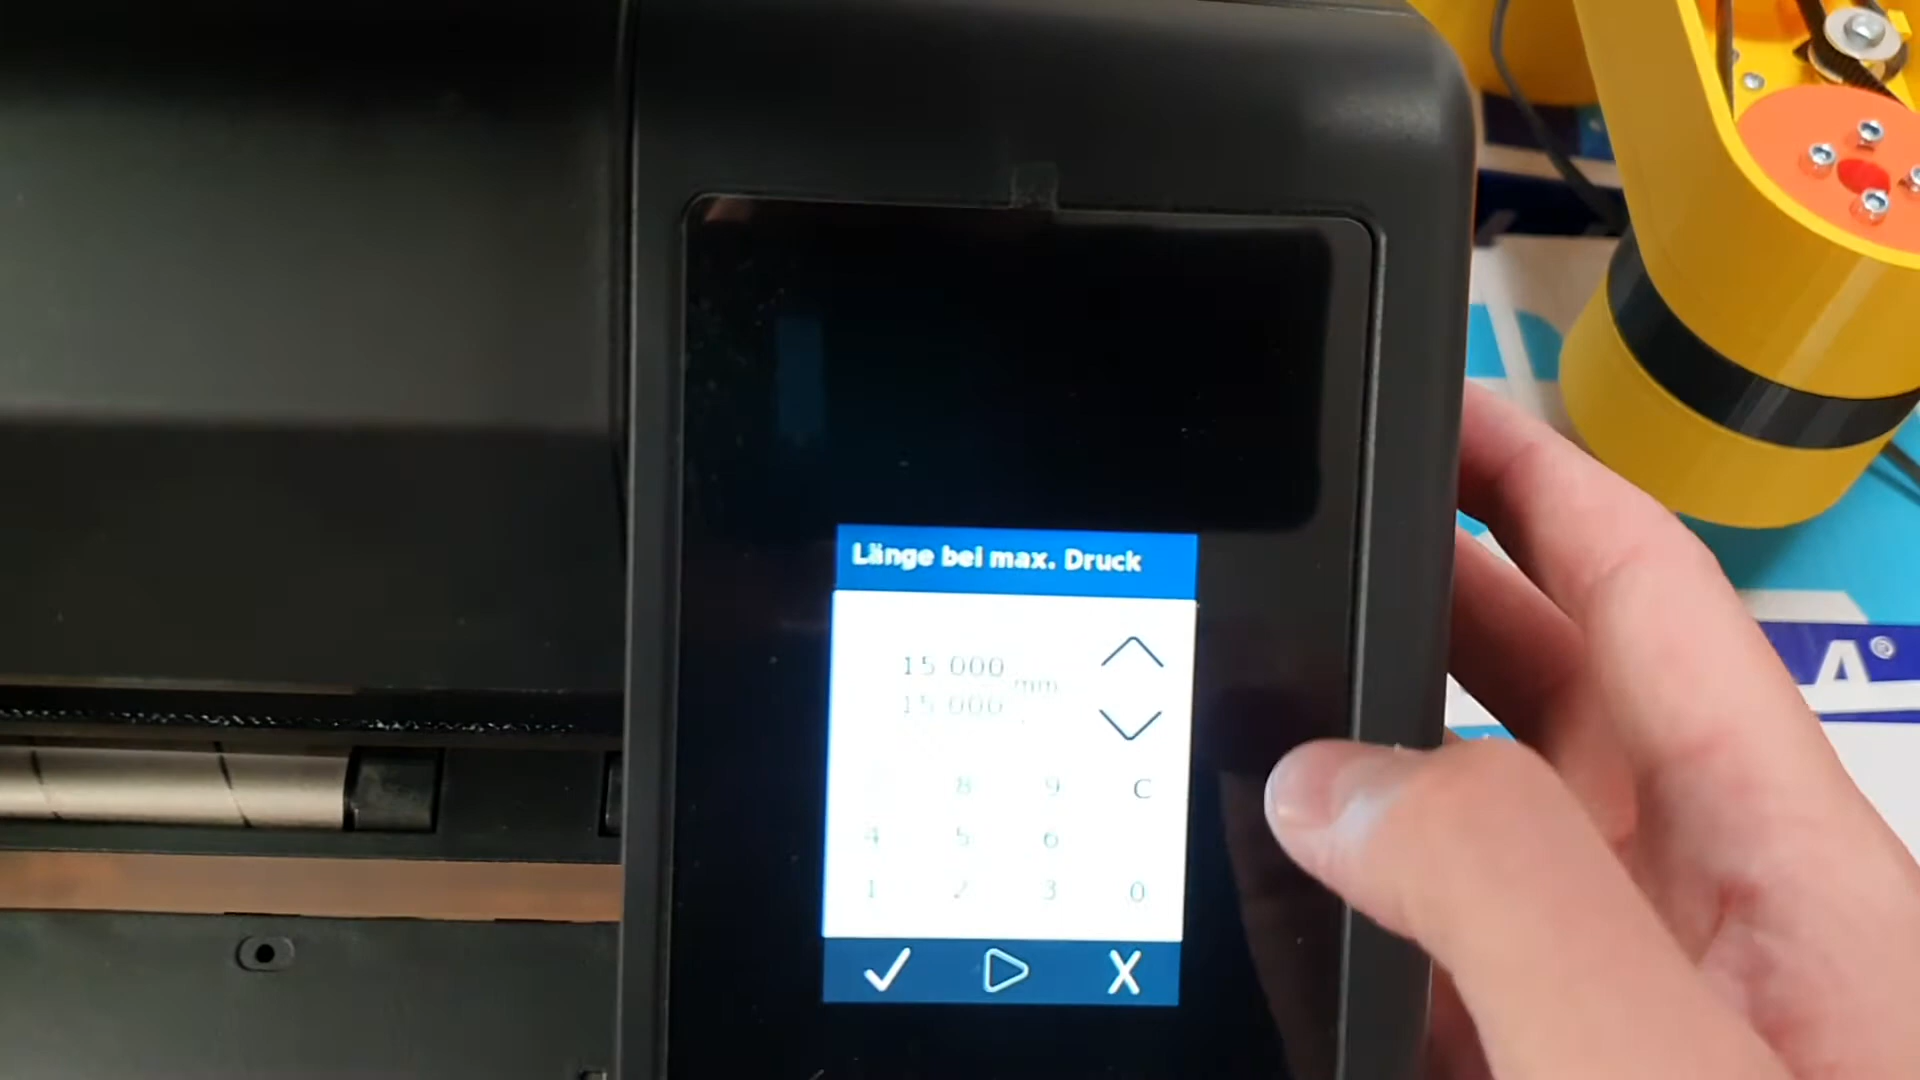 Länge bei max. Druck
15 000
mm
15 000
8 9 C
4 5 6
1 2 3 0
✓ ▷ X
A®